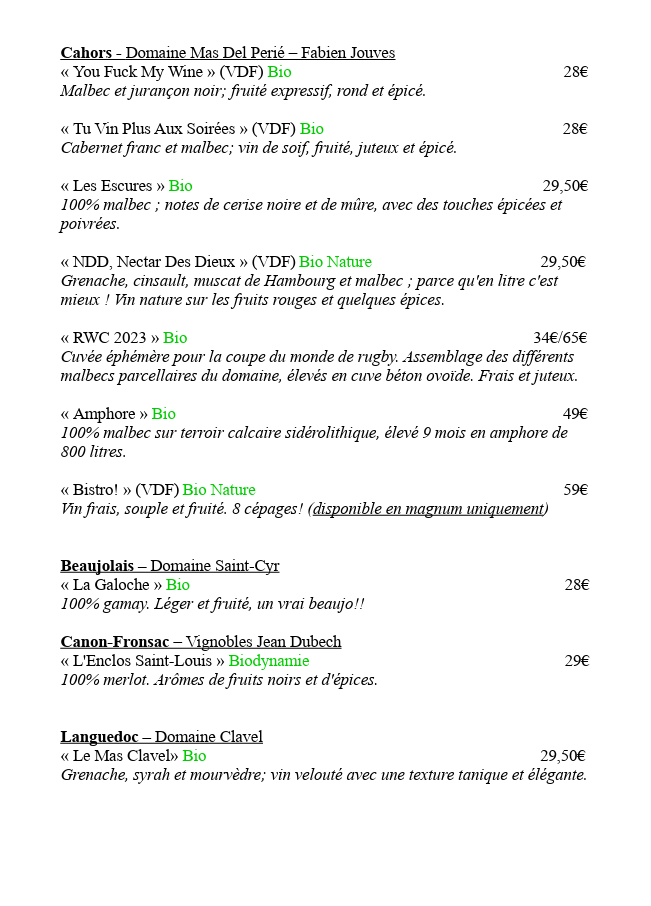 Cahors - Domaine Mas Del Perié – Fabien Jouves
« You Fuck My Wine » (VDF) Bio 28€
Malbec et jurançon noir; fruité expressif, rond et épicé.
« Tu Vin Plus Aux Soirées » (VDF) Bio 28€
Cabernet franc et malbec; vin de soif, fruité, juteux et épicé.
« Les Escures » Bio 29,50€
100% malbec ; notes de cerise noire et de mûre, avec des touches épicées et
poivrées.
« NDD, Nectar Des Dieux » (VDF) Bio Nature 29,50€
Grenache, cinsault, muscat de Hambourg et malbec ; parce qu'en litre c'est
mieux ! Vin nature sur les fruits rouges et quelques épices.
« RWC 2023 » Bio 34€/65€
Cuvée éphémère pour la coupe du monde de rugby. Assemblage des différents
malbecs parcellaires du domaine, élevés en cuve béton ovoïde. Frais et juteux.
« Amphore » Bio 49€
100% malbec sur terroir calcaire sidérolithique, élevé 9 mois en amphore de
800 litres.
« Bistro! » (VDF) Bio Nature 59€
Vin frais, souple et fruité. 8 cépages! (disponible en magnum uniquement)
Beaujolais – Domaine Saint-Cyr
« La Galoche » Bio 28€
100% gamay. Léger et fruité, un vrai beaujo!!
Canon-Fronsac – Vignobles Jean Dubech
« L'Enclos Saint-Louis » Biodynamie 29€
100% merlot. Arômes de fruits noirs et d'épices.
Languedoc – Domaine Clavel
« Le Mas Clavel» Bio 29,50€
Grenache, syrah et mourvèdre; vin velouté avec une texture tanique et élégante.